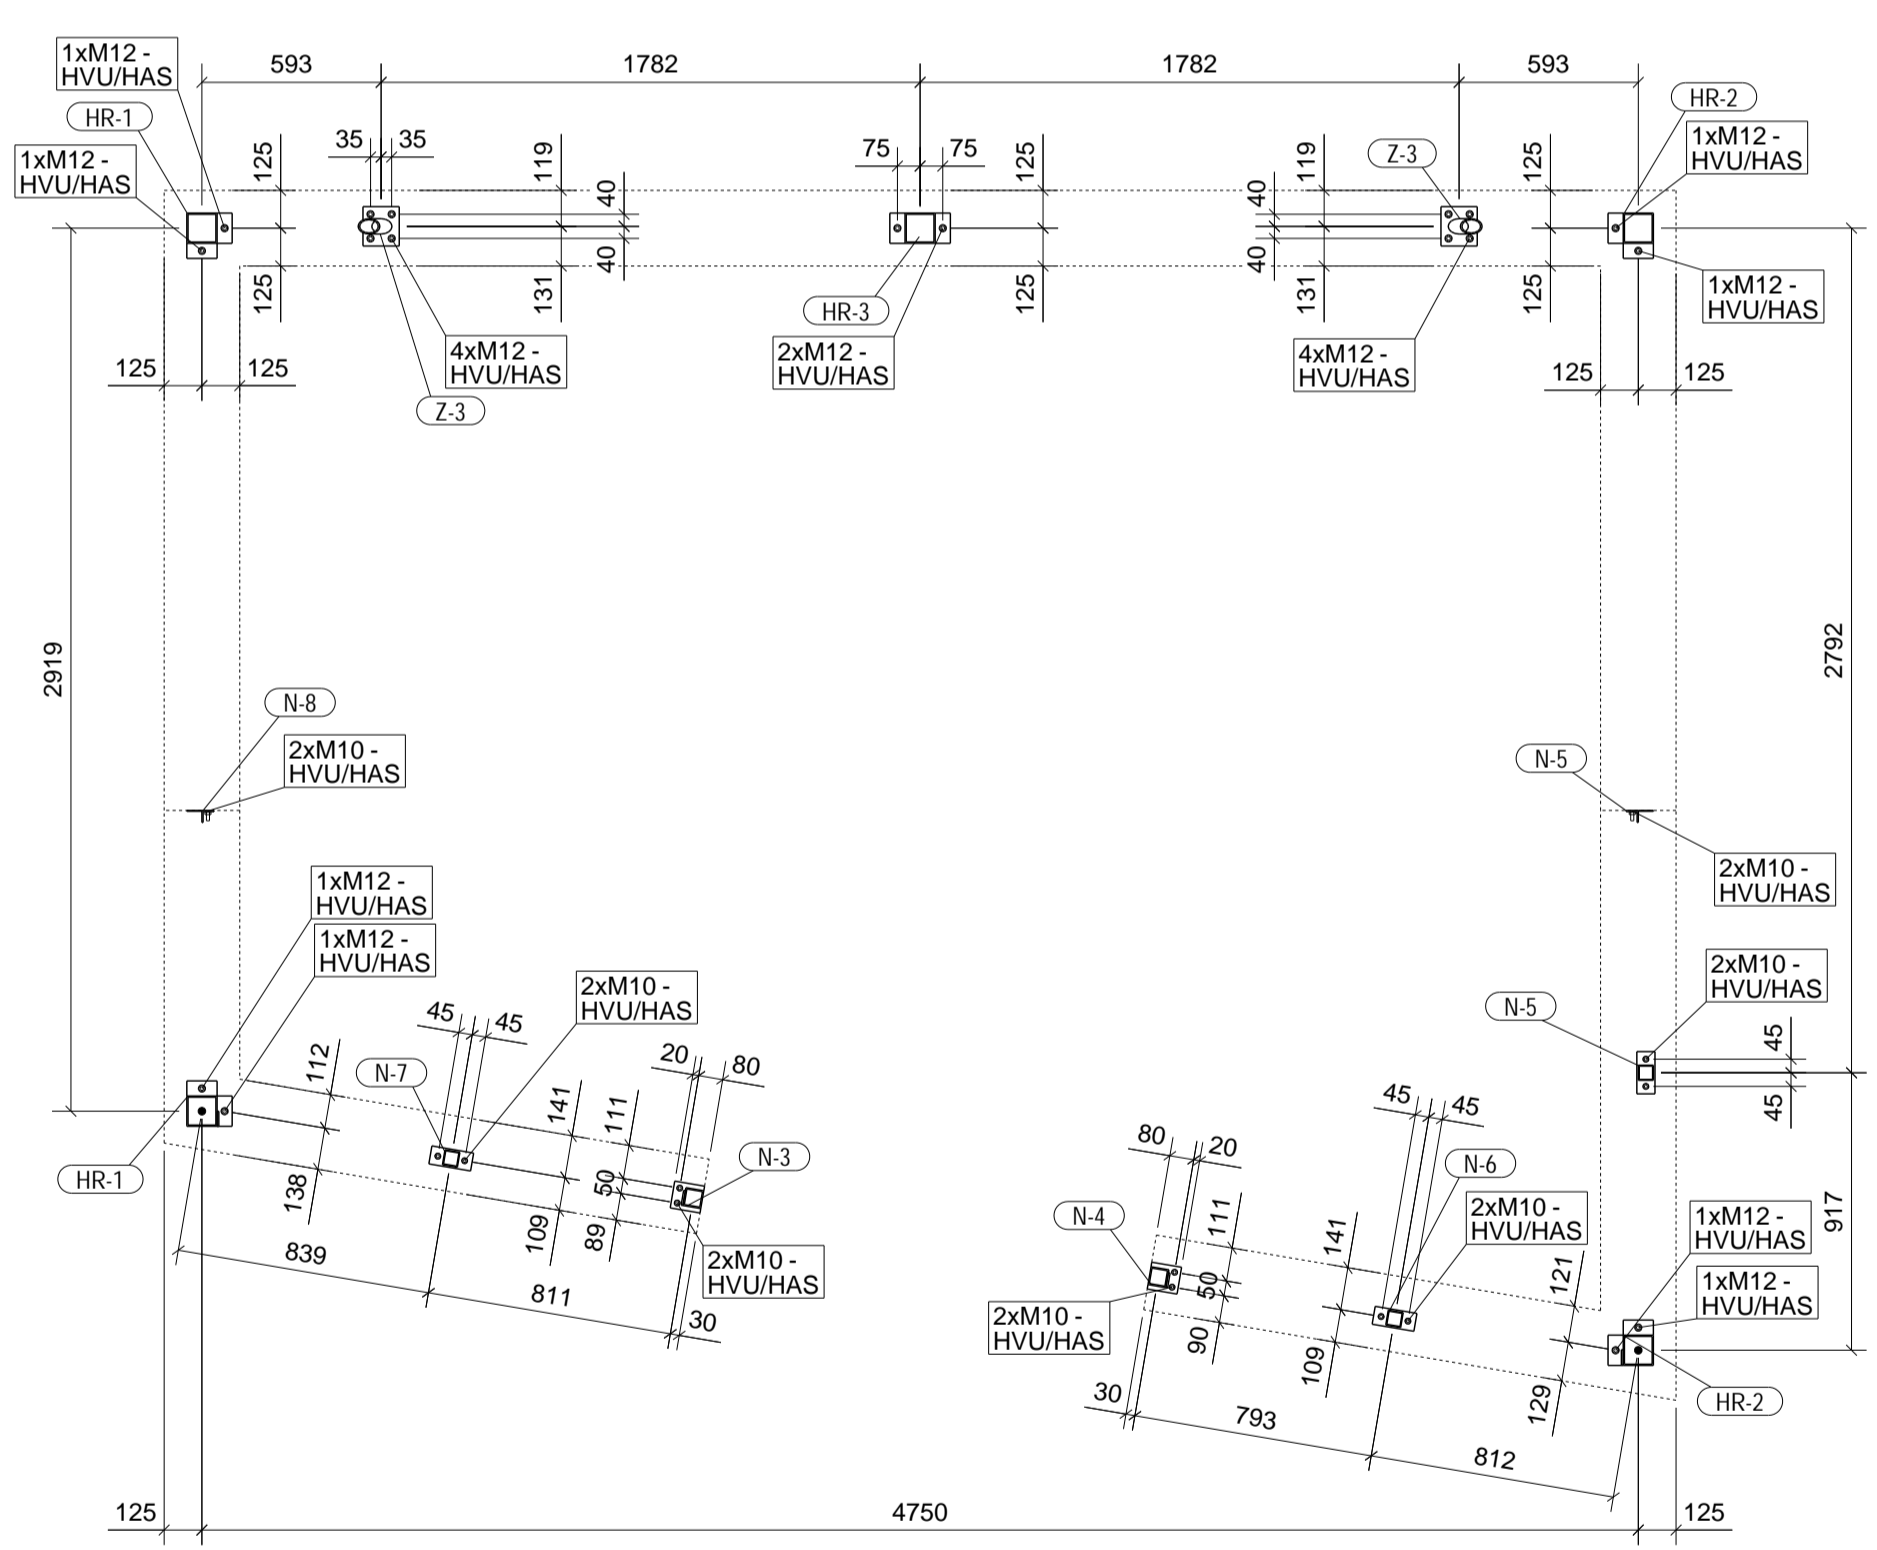 1xM12 -
HVU/HAS
593
1782
1782
593
HR-1
HR-2
1xM12 -
HVU/HAS
1xM12 -
HVU/HAS
125
35
35
119
40
75
75
125
40
119
Z-3
125
125
131
40
HR-3
125
40
131
125
1xM12 -
HVU/HAS
4xM12 -
HVU/HAS
2xM12 -
HVU/HAS
4xM12 -
HVU/HAS
125
125
125
125
Z-3
2919
2792
N-8
2xM10 -
HVU/HAS
N-5
2xM10 -
HVU/HAS
1xM12 -
HVU/HAS
1xM12 -
HVU/HAS
2xM10 -
HVU/HAS
2xM10 -
HVU/HAS
N-5
45
45
45
45
112
N-7
20
80
141
111
45
45
N-3
80
20
N-6
HR-1
138
50
109
89
N-4
111
141
2xM10 -
HVU/HAS
917
1xM12 -
HVU/HAS
839
2xM10 -
HVU/HAS
50
121
1xM12 -
HVU/HAS
811
30
2xM10 -
HVU/HAS
90
109
129
HR-2
30
793
812
125
4750
125